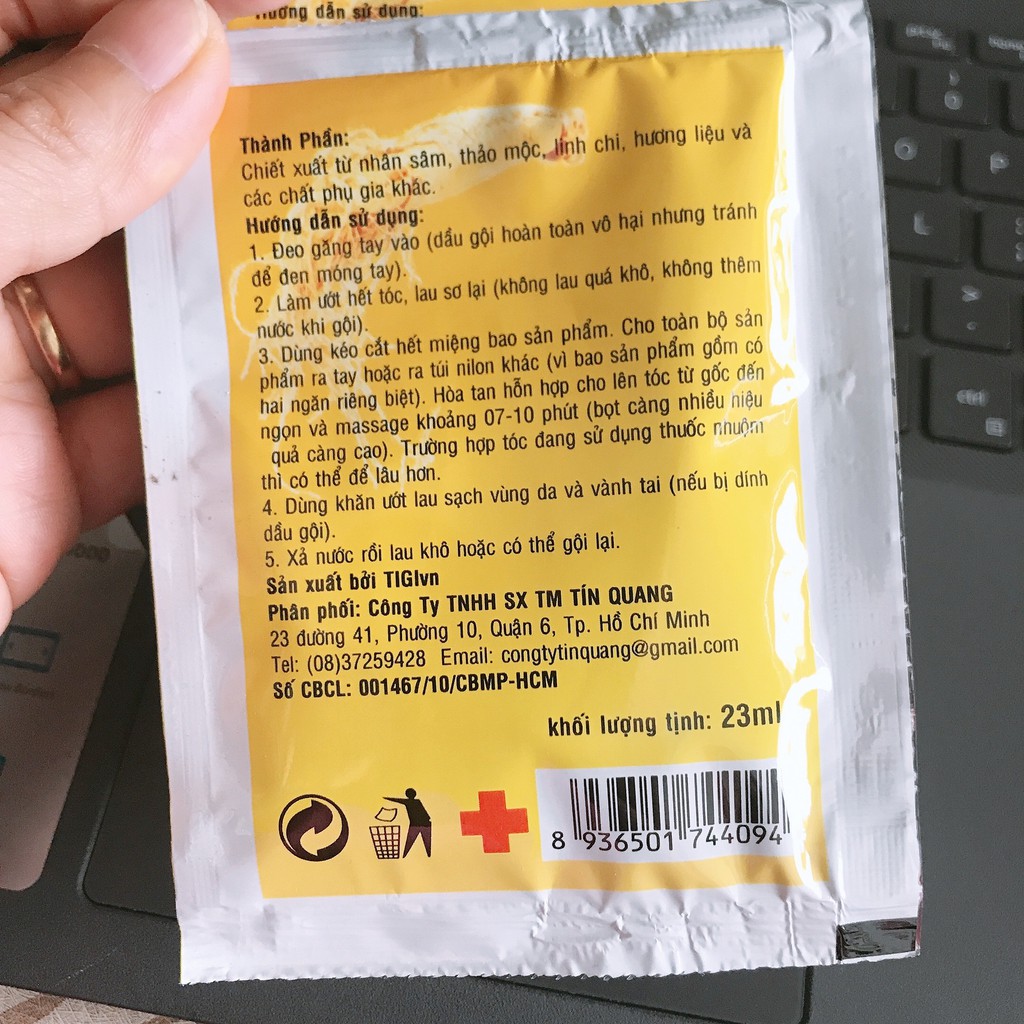 Hướng dẫn sử dụng:
Thành Phần:
Chiết xuất từ nhân sâm, thảo mộc, linh chi, hương liệu và
các chất phụ gia khác.
Hướng dẫn sử dụng:
1. Đeo găng tay vào (dầu gội hoàn toàn vô hại nhưng tránh
để đen móng tay).
2. Làm ướt hết tóc, lau sơ lại (không lau quá khô, không thêm
nước khi gội).
3. Dùng kéo cắt hết miệng bao sản phẩm. Cho toàn bộ sản
phẩm ra tay hoặc ra túi nilon khác (vì bao sản phẩm gồm có
hai ngăn riêng biệt). Hòa tan hỗn hợp cho lên tóc từ gốc đến
ngọn và massage khoảng 07-10 phút (bọt càng nhiều niệu
quả càng cao). Trường hợp tóc đang sử dụng thuốc nhuộm
thì có thể để lâu hơn.
4. Dùng khăn ướt lau sạch vùng da và vành tai (nếu bị dính
dầu gội).
5. Xả nước rồi lau khô hoặc có thể gội lại.
Sản xuất bởi TIGIvn
Phân phối: Công Ty TNHH SX TM TÍN QUANG
23 đường 41, Phường 10, Quận 6, Tp. Hồ Chí Minh
Tel: (08)37259428 Email: congtytinquang@gmail.com
Số CBCL: 001467/10/CBMP-HCM
khối lượng tịnh: 23ml
8 936501 744094
ctrl
L
P
O